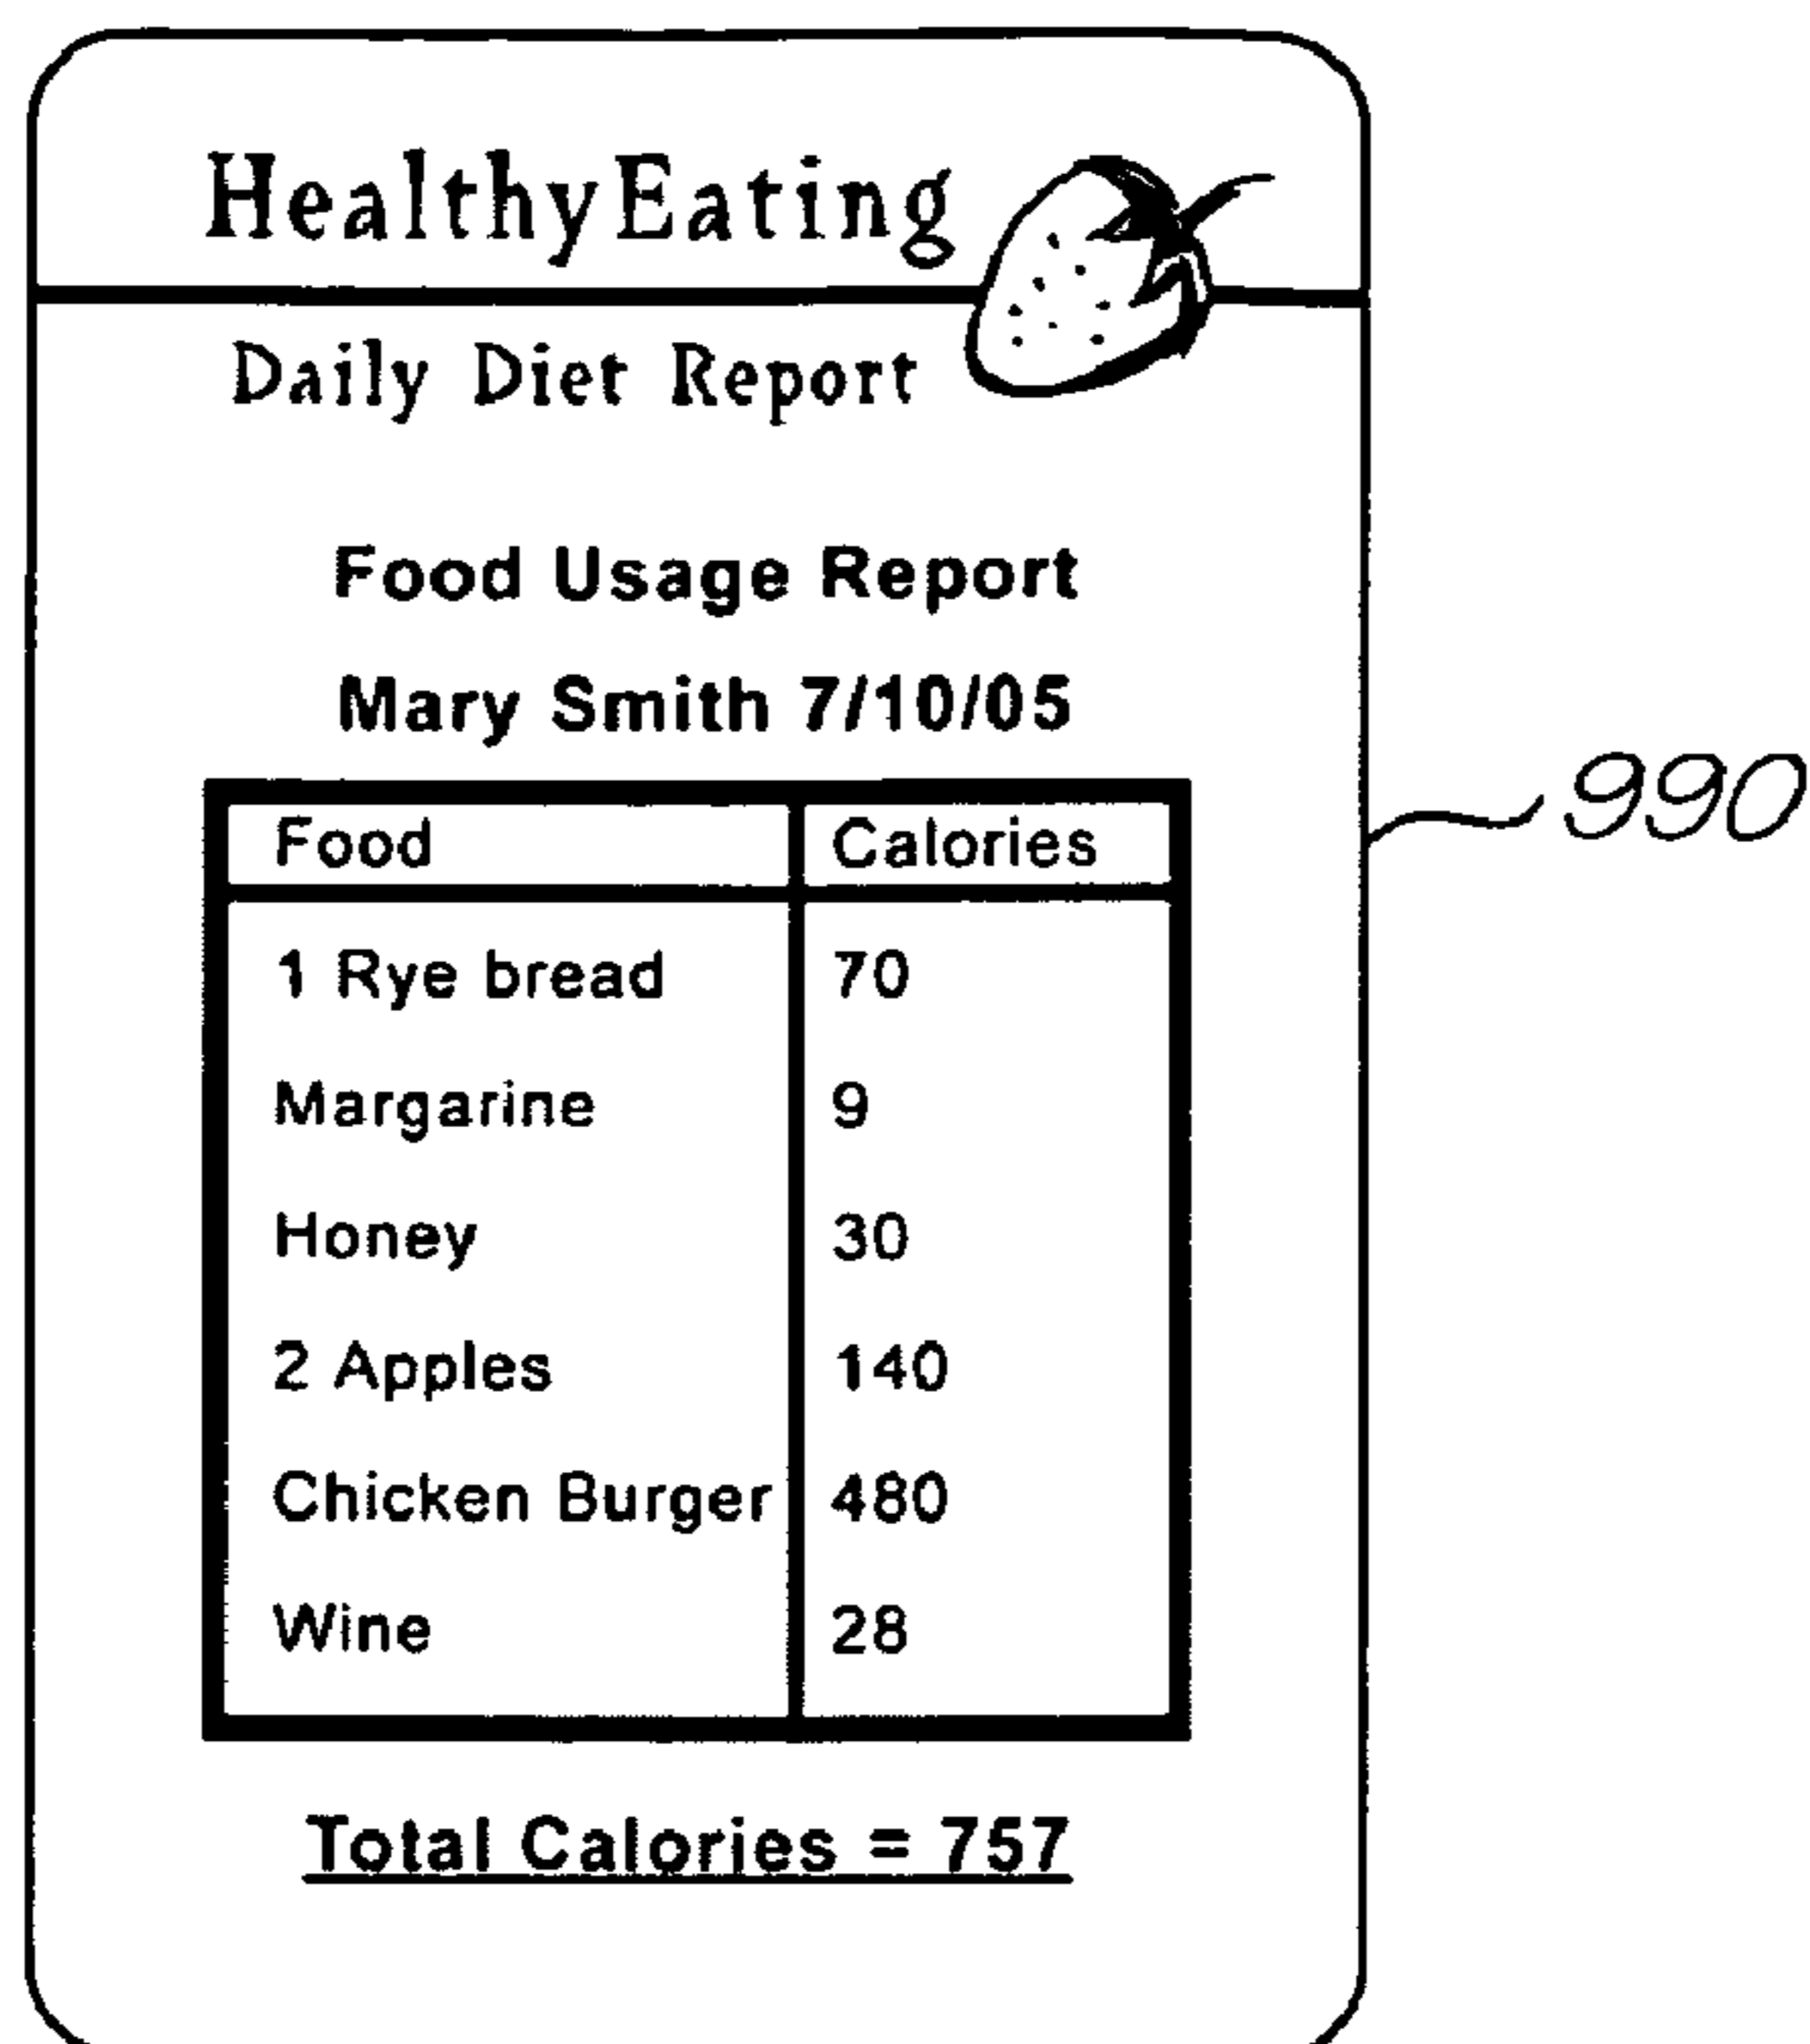 HealthyEating
Daily Diet Report
Food Usage Report
Mary Smith 7/10/05
990
Food Calories
1 Rye bread 70
Margarine 9
Honey 30
2 Apples 140
Chicken Burger 480
Wine 28
Total Calories = 757